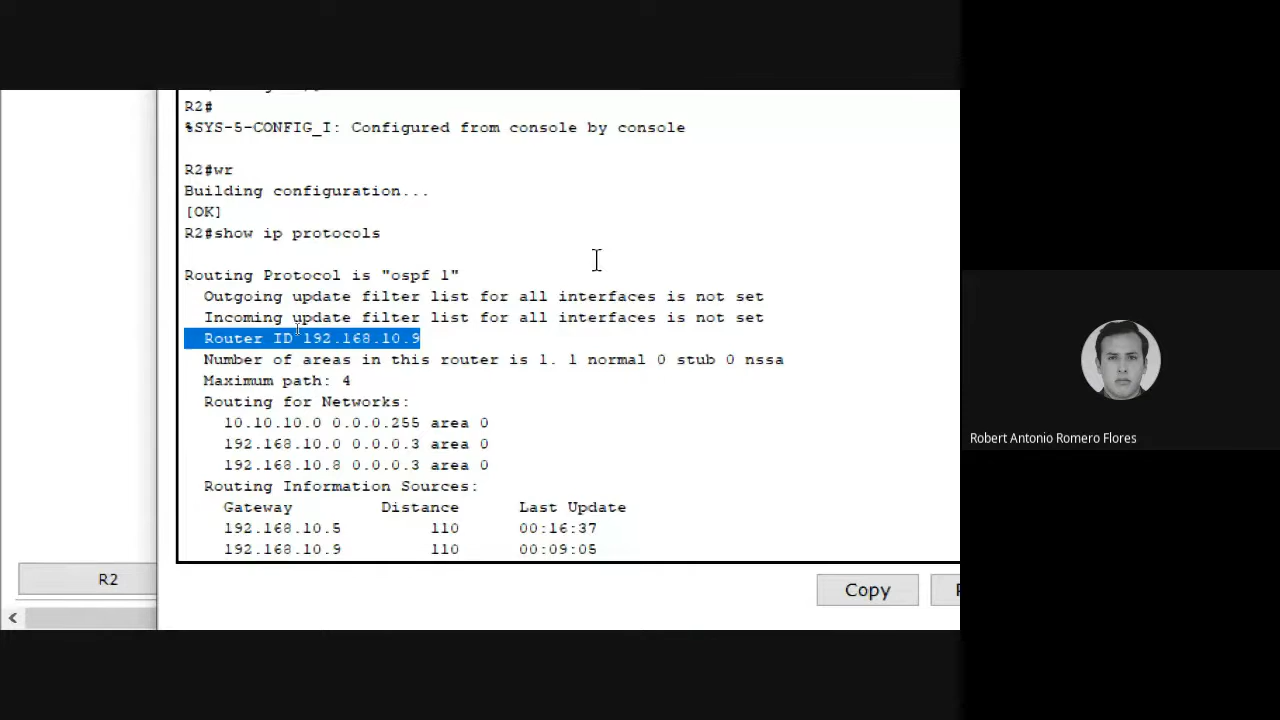 R2#
%SYS-5-CONFIG_I: Configured from console by console
R2#wr
Building configuration...
[OK]
R2#show ip protocols
Routing Protocol is "ospf 1"
Outgoing update filter list for all interfaces is not set
Incoming update filter list for all interfaces is not set
Router ID 192.168.10.9
Number of areas in this router is 1. 1 normal 0 stub 0 nssa
Maximum path: 4
Routing for Networks:
10.10.10.0 0.0.0.255 area 0
192.168.10.0 0.0.0.3 area 0
192.168.10.8 0.0.0.3 area 0
Routing Information Sources:
Gateway Distance Last Update
192.168.10.5 110 00:16:37
192.168.10.9 110 00:09:05
R2
Copy
Robert Antonio Romero Flores